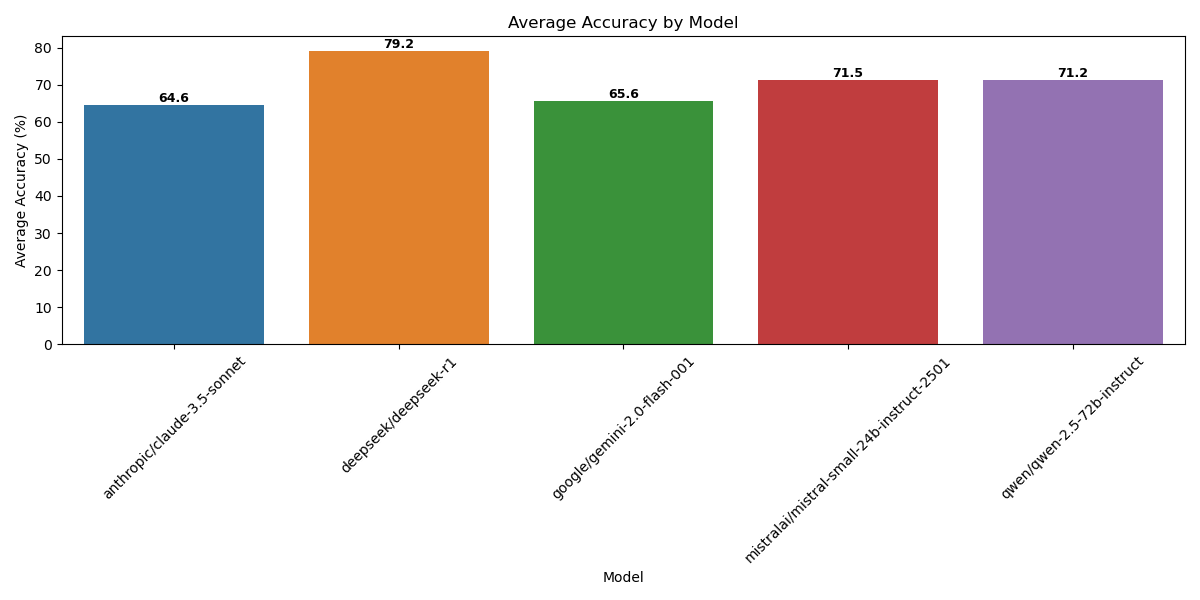 Average Accuracy by Model
Average Accuracy (%)
80
70
60
50
40
30
20
10
0
64.6
79.2
65.6
71.5
71.2
anthropic/claude-3.5-sonnet
deepseek/deepseek-r1
google/gemini-2.0-flash-001
mistralai/mistral-small-24b-instruct-2501
qwen/qwen-2.5-72b-instruct
Model